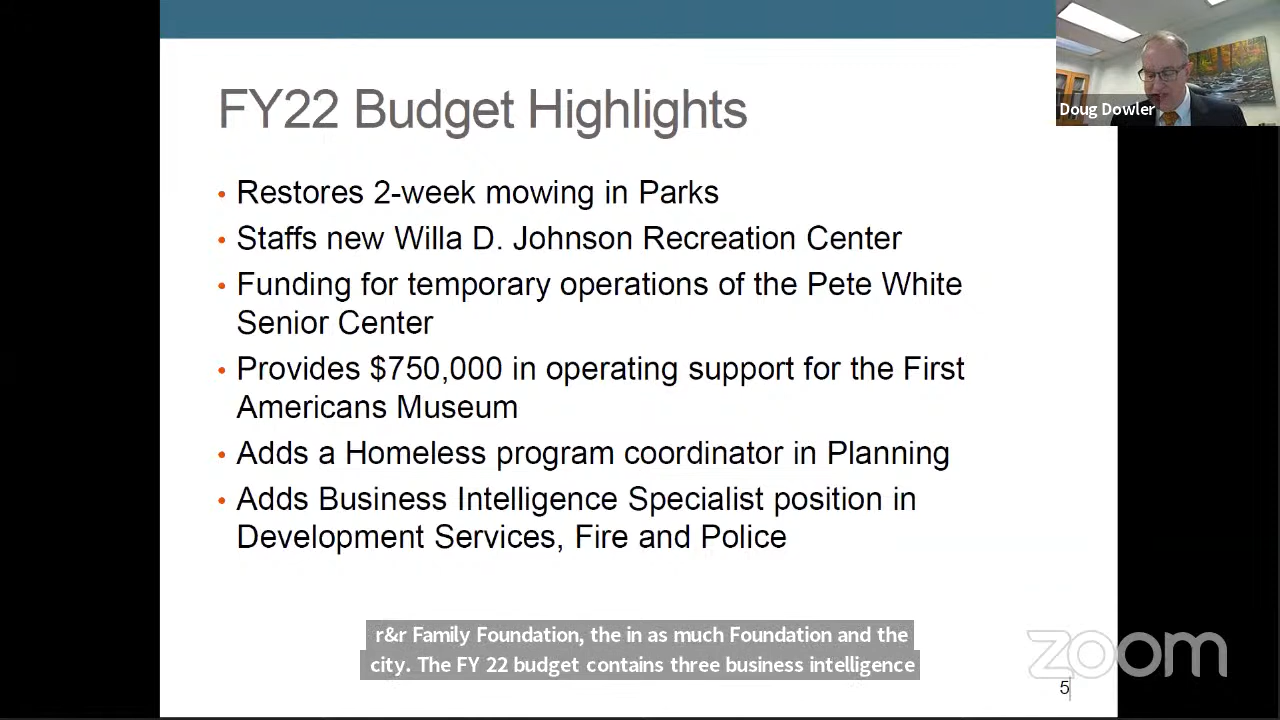 FY22 Budget Highlights
Doug Dowler
• Restores 2-week mowing in Parks
• Staffs new Willa D. Johnson Recreation Center
• Funding for temporary operations of the Pete White
Senior Center
• Provides $750,000 in operating support for the First
Americans Museum
• Adds a Homeless program coordinator in Planning
• Adds Business Intelligence Specialist position in
Development Services, Fire and Police
r&r Family Foundation, the in as much Foundation and the
city. The FY 22 budget contains three business intelligence
zoom
5